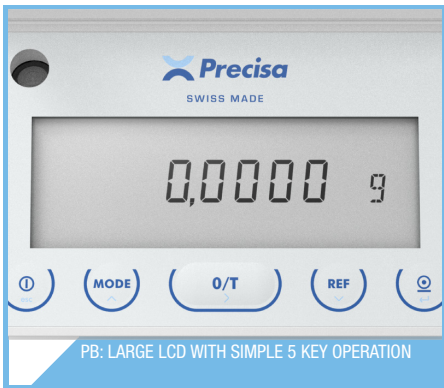 Precisa
SWISS MADE
0,0000 g
MODE
0/T
REF
PB: LARGE LCD WITH SIMPLE 5 KEY OPERATION